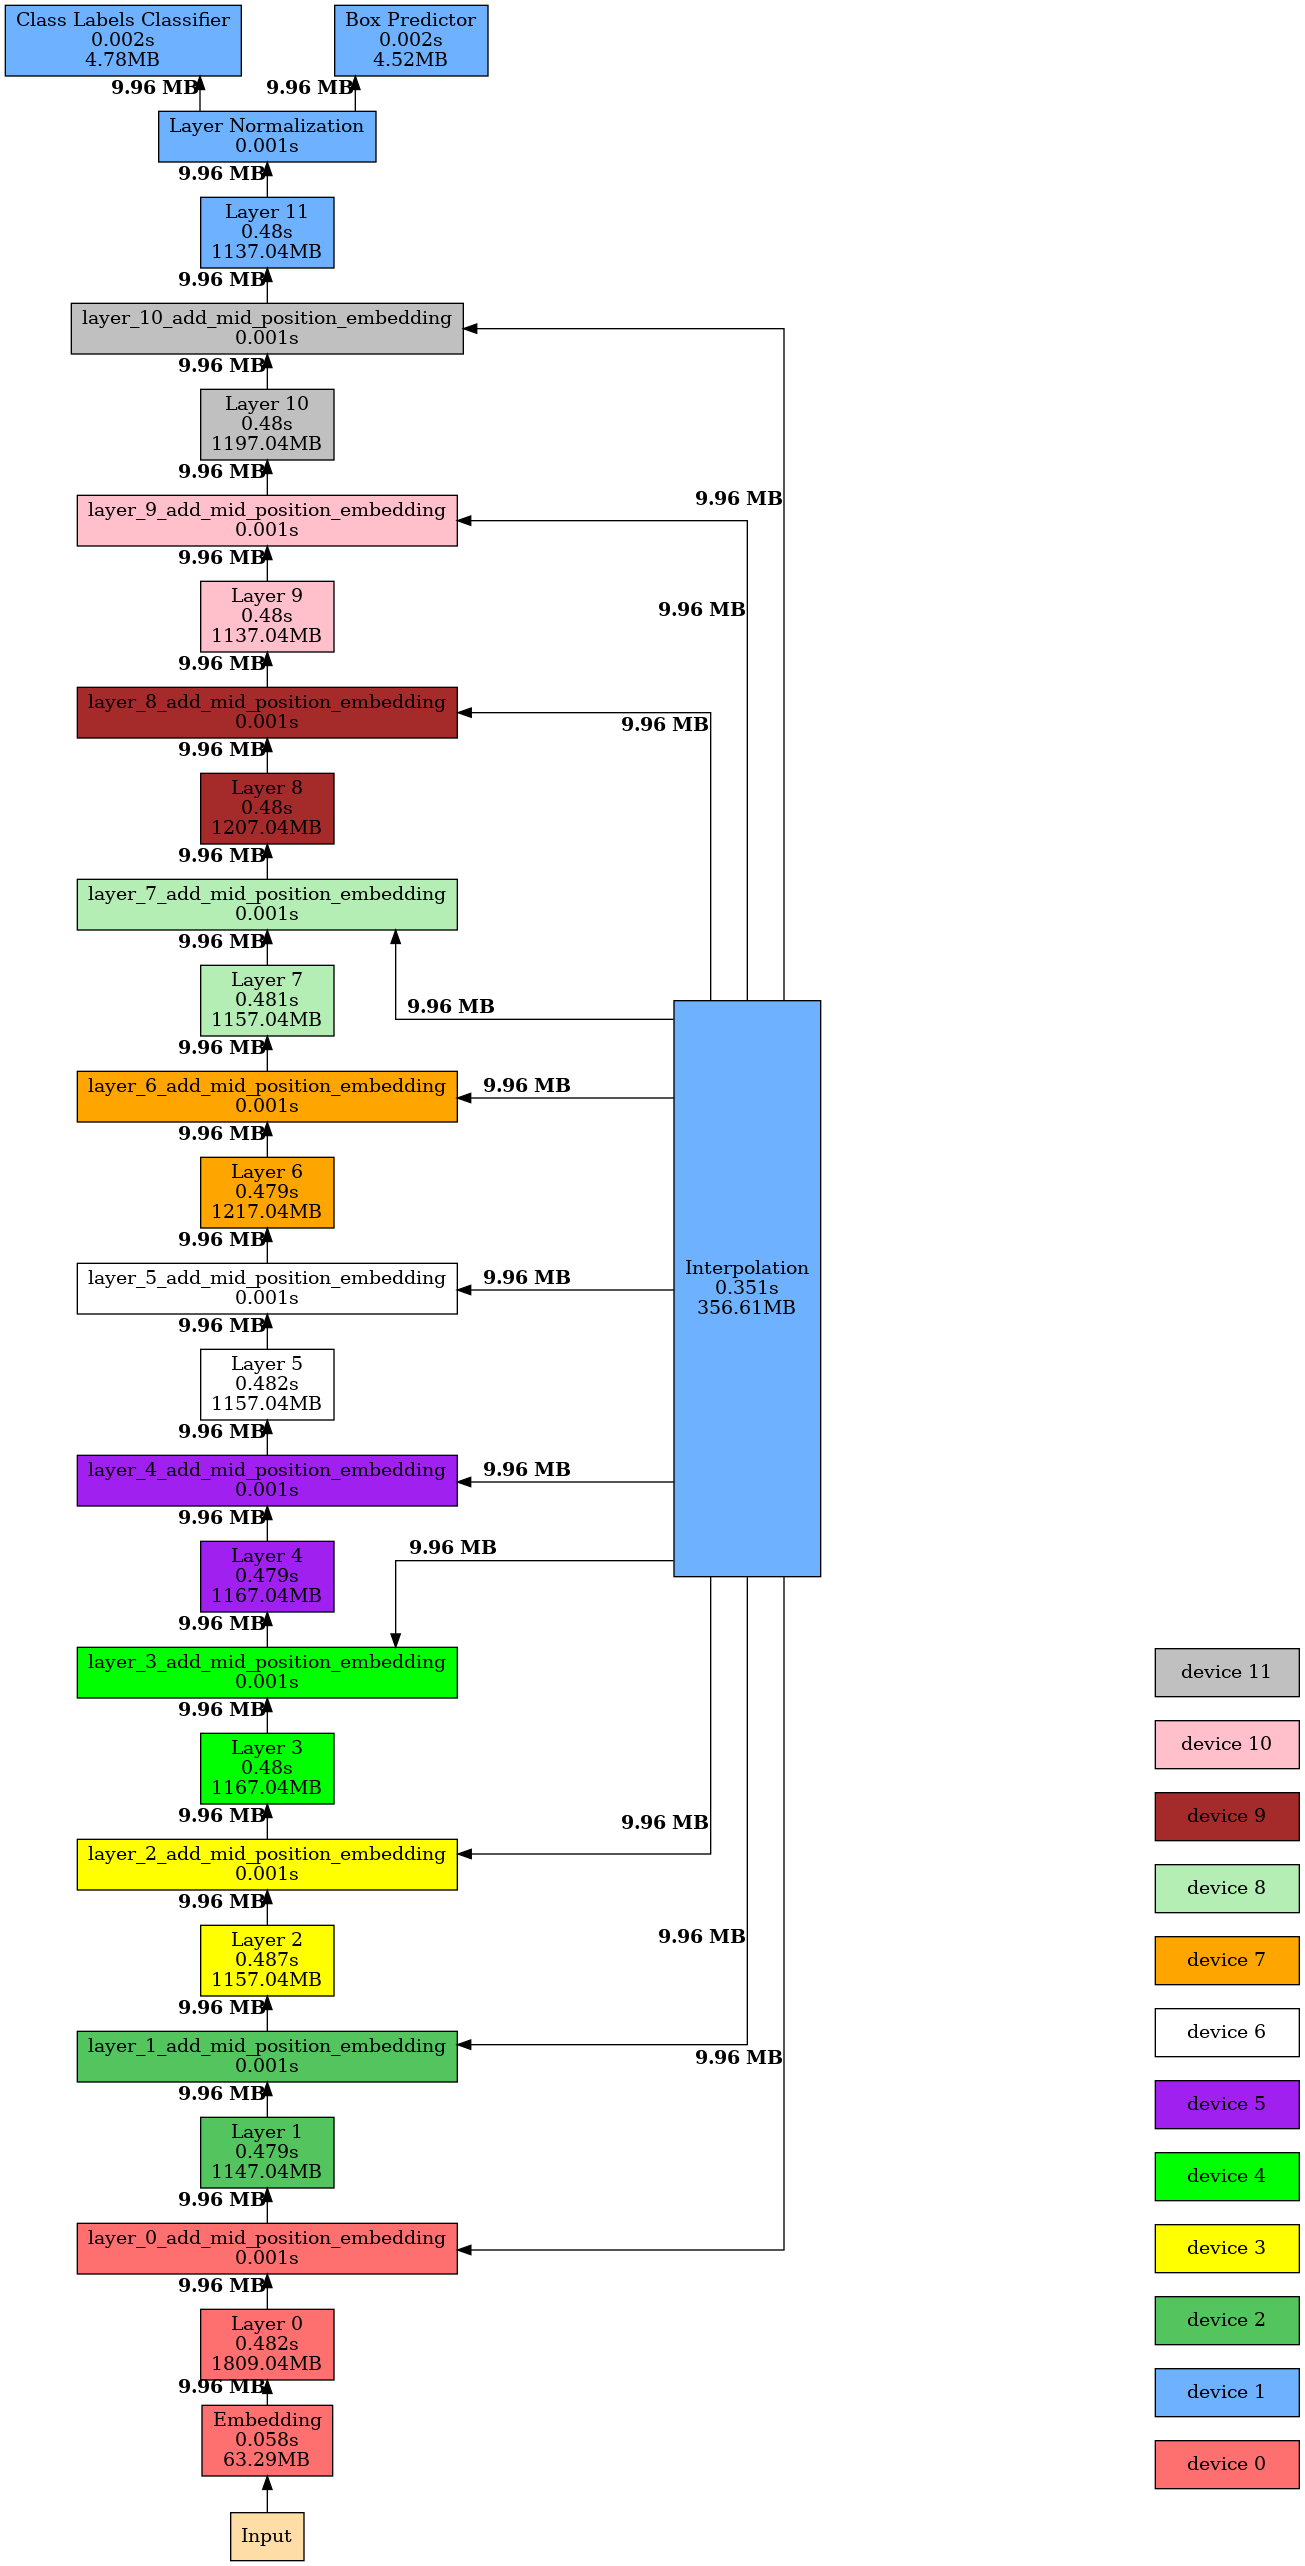 Class Labels Classifier
0.002s
4.78MB
Box Predictor
0.002s
4.52MB
9.96 MB
9.96 MB
Layer Normalization
0.001s
9.96 MB
Layer 11
0.48s
1137.04MB
9.96 MB
layer_10_add_mid_position_embedding
0.001s
9.96 MB
Layer 10
0.48s
1197.04MB
9.96 MB
9.96 MB
layer_9_add_mid_position_embedding
0.001s
9.96 MB
Layer 9
0.48s
1137.04MB
9.96 MB
9.96 MB
layer_8_add_mid_position_embedding
0.001s
9.96 MB
9.96 MB
Layer 8
0.48s
1207.04MB
9.96 MB
layer_7_add_mid_position_embedding
0.001s
9.96 MB
Layer 7
0.481s
1157.04MB
9.96 MB
9.96 MB
layer_6_add_mid_position_embedding
0.001s
9.96 MB
9.96 MB
Layer 6
0.479s
1217.04MB
9.96 MB
layer_5_add_mid_position_embedding
0.001s
9.96 MB
Interpolation
0.351s
356.61MB
9.96 MB
Layer 5
0.482s
1157.04MB
9.96 MB
layer_4_add_mid_position_embedding
0.001s
9.96 MB
9.96 MB
Layer 4
0.479s
1167.04MB
9.96 MB
9.96 MB
layer_3_add_mid_position_embedding
0.001s
9.96 MB
Layer 3
0.48s
1167.04MB
9.96 MB
9.96 MB
layer_2_add_mid_position_embedding
0.001s
9.96 MB
Layer 2
0.487s
1157.04MB
9.96 MB
9.96 MB
layer_1_add_mid_position_embedding
0.001s
9.96 MB
9.96 MB
Layer 1
0.479s
1147.04MB
9.96 MB
layer_0_add_mid_position_embedding
0.001s
9.96 MB
Layer 0
0.482s
1809.04MB
9.96 MB
Embedding
0.058s
63.29MB
Input
device 11
device 10
device 9
device 8
device 7
device 6
device 5
device 4
device 3
device 2
device 1
device 0